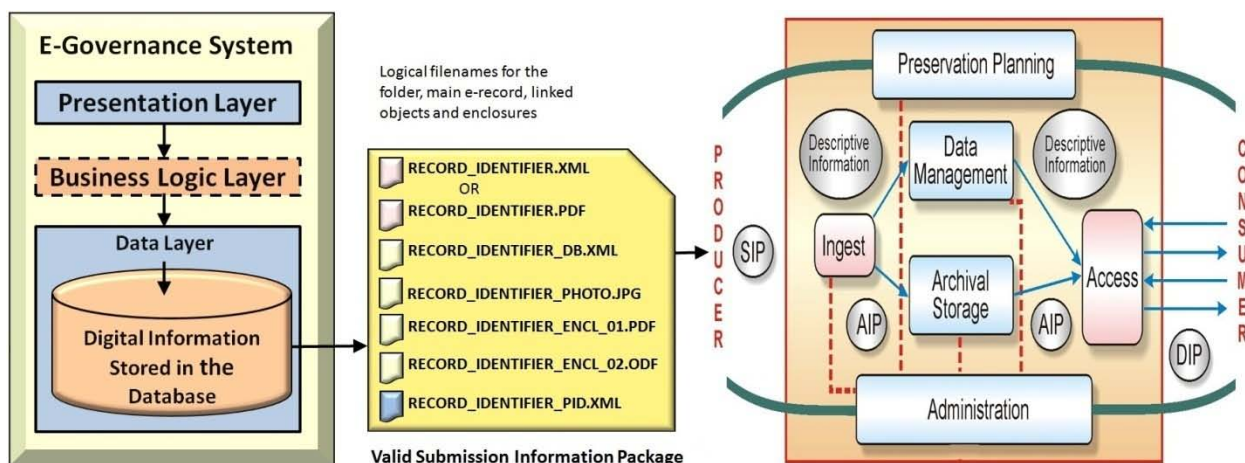 E-Governance System
Presentation Layer
Business Logic Layer
Data Layer
Digital Information
Stored in the
Database
Logical filenames for the
folder, main e-record, linked
objects and enclosures
RECORD_IDENTIFIER.XML
OR
RECORD_IDENTIFIER.PDF
RECORD_IDENTIFIER_DB.XML
RECORD_IDENTIFIER_PHOTO.JPG
RECORD_IDENTIFIER_ENCL_01.PDF
RECORD_IDENTIFIER_ENCL_02.ODF
RECORD_IDENTIFIER_PID.XML
Valid Submission Information Package
PRODUCER
SIP
Preservation Planning
Descriptive
Information
Data
Management
Descriptive
Information
Ingest
Archival
Storage
Access
AIP
AIP
Administration
DIP
CONSUMER